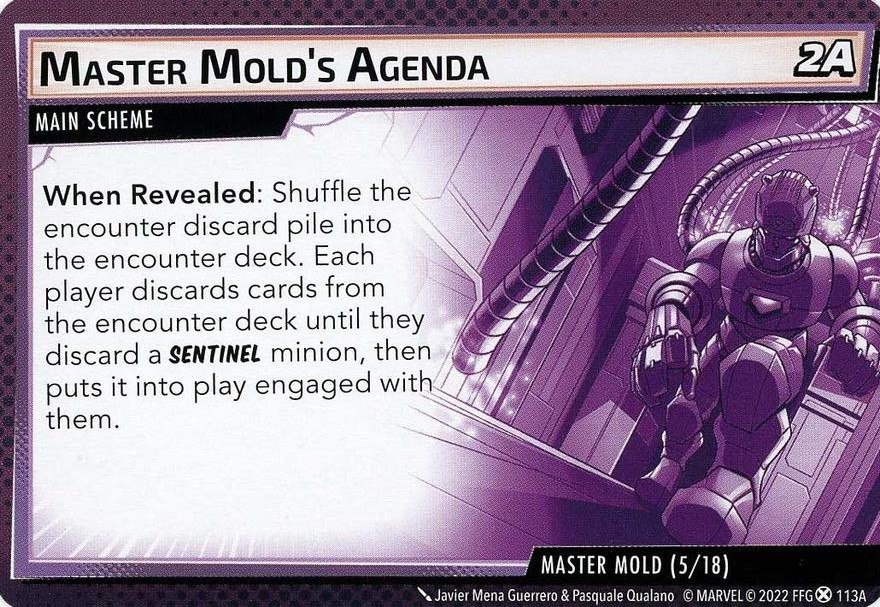 MASTER MOLD'S AGENDA
2A
MAIN SCHEME
When Revealed: Shuffle the
encounter discard pile into
the encounter deck. Each
player discards cards from
the encounter deck until they
discard a SENTINEL minion, then
puts it into play engaged with
them.
MASTER MOLD (5/18)
Javier Mena Guerrero & Pasquale Qualano © MARVEL © 2022 FFG 113A